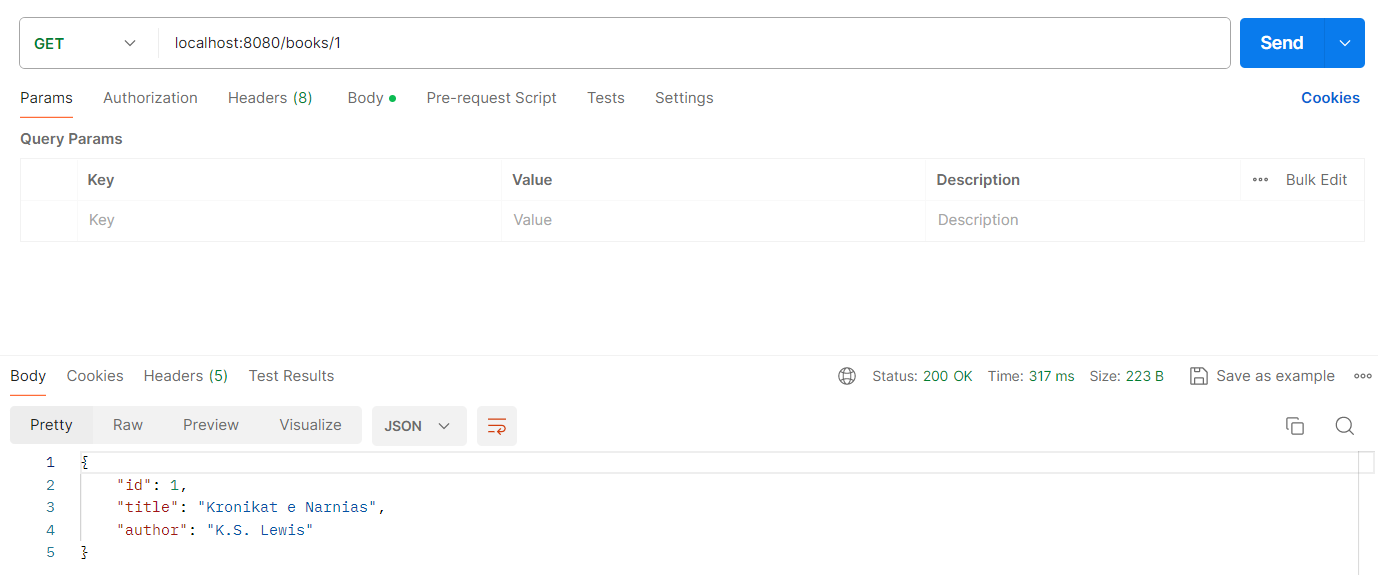 GET localhost:8080/books/1 Send
Params Authorization Headers (8) Body Pre-request Script Tests Settings Cookies
Query Params
Key Value Description Bulk Edit
Key Value Description
Body Cookies Headers (5) Test Results Status: 200 OK Time: 317 ms Size: 223 B Save as example
Pretty Raw Preview Visualize JSON
1 {
2 "id": 1,
3 "title": "Kronikat e Narnias",
4 "author": "K.S. Lewis"
5 }